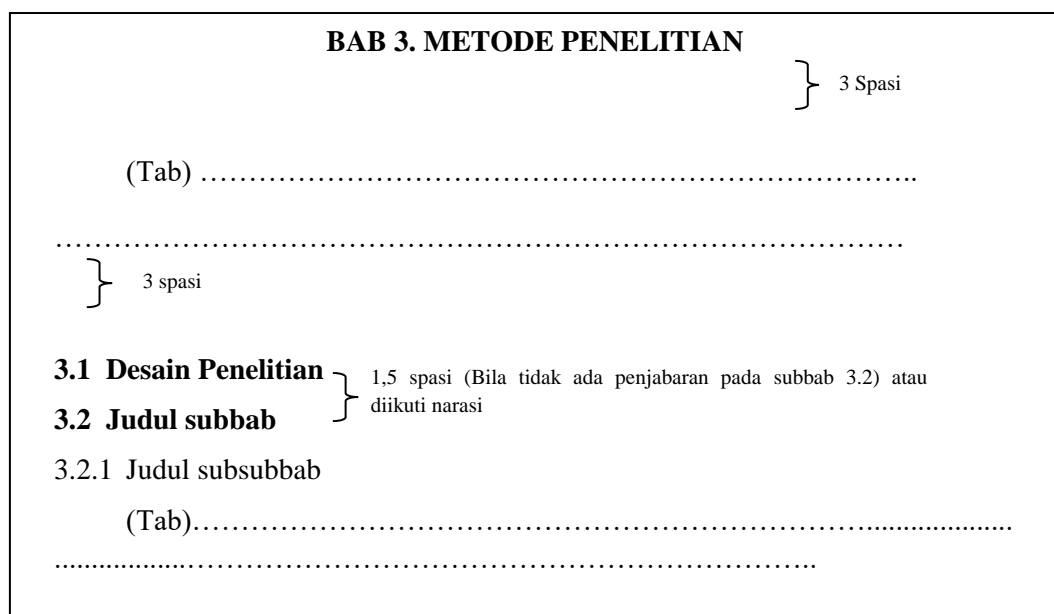 BAB 3. METODE PENELITIAN
3 Spasi
(Tab) …………………………………………………………………..
……………………………………………………………………………
3 spasi
3.1 Desain Penelitian
1,5 spasi (Bila tidak ada penjabaran pada subbab 3.2) atau
diikuti narasi
3.2 Judul subbab
3.2.1 Judul subsubbab
(Tab)……………………………………………………………....................
..................………………………………………………………..